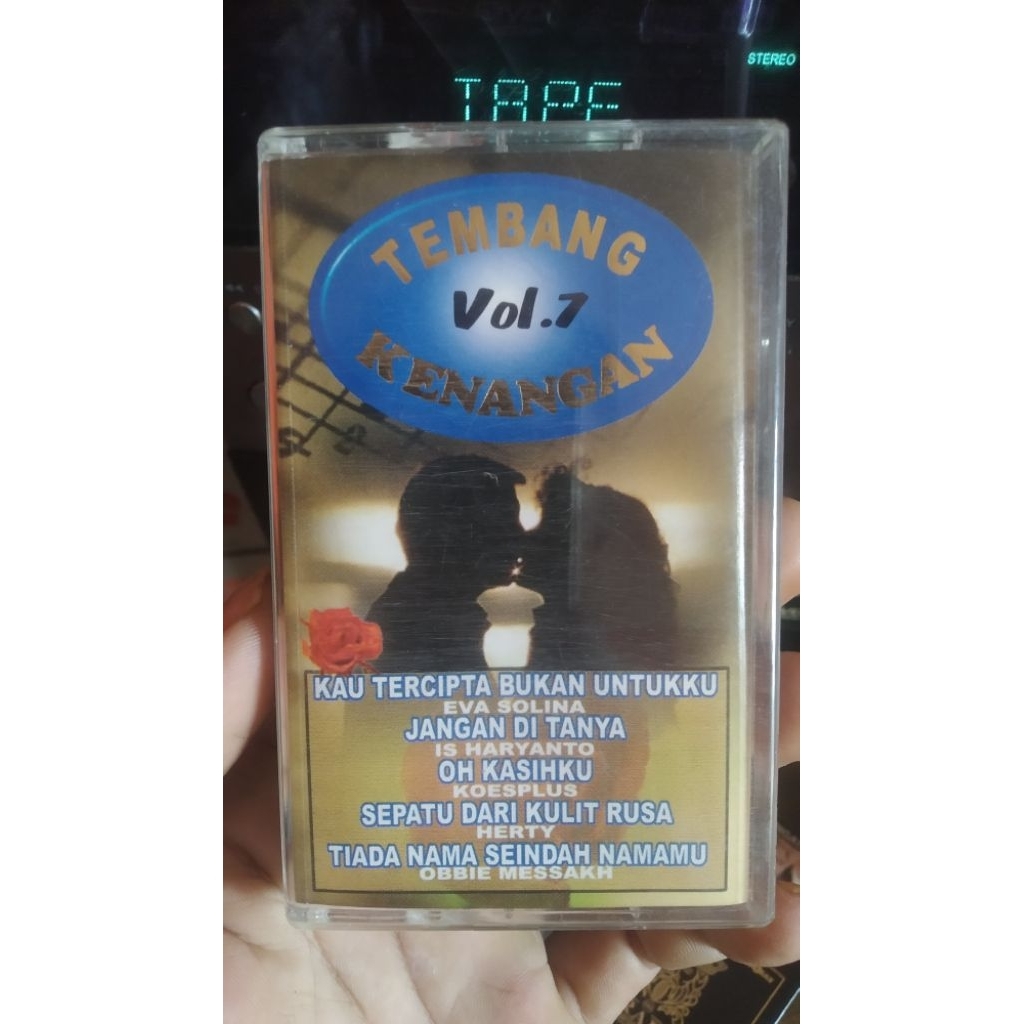 STEREO
TAPE
TEMBANG
Vol.7
KENANGAN
KAU TERCIPTA BUKAN UNTUKKU
EVA SOLINA
JANGAN DI TANYA
IS HARYANTO
OH KASIHKU
KOESPLUS
SEPATU DARI KULIT RUSA
HERTY
TIADA NAMA SEINDAH NAMAMU
OBBIE MESSAKH